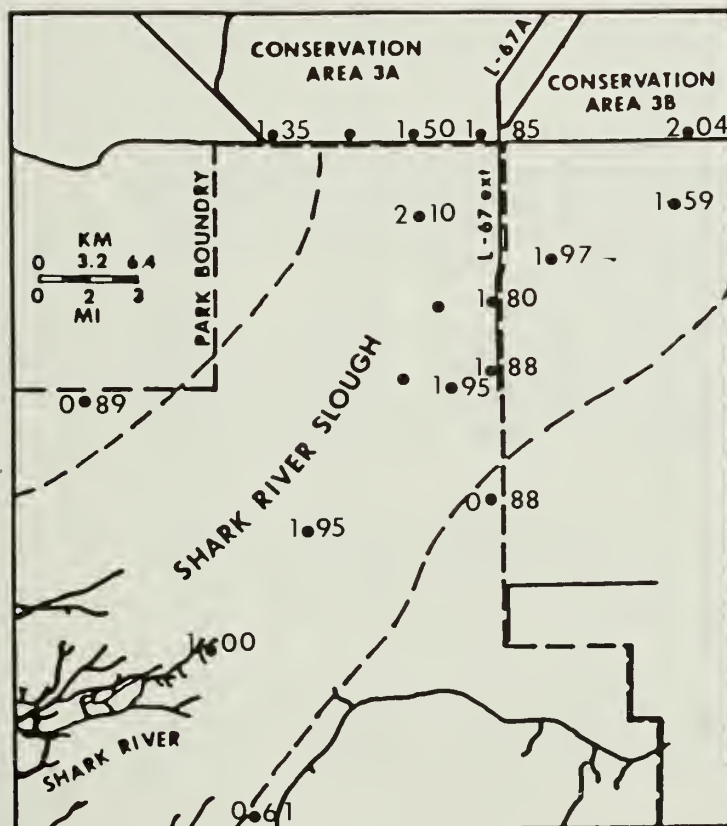 CONSERVATION
AREA 3A
L-67A
CONSERVATION
AREA 3B
1●35
1●50
1●85
2●04
PARK BOUNDRY
2●10
L-67 ext
1●59
1●97
KM
0 3.2 6.4
0 2 3
MI
1●80
1●88
1●95
0●89
SHARK RIVER SLOUGH
0●88
1●95
1●00
SHARK RIVER
0●61